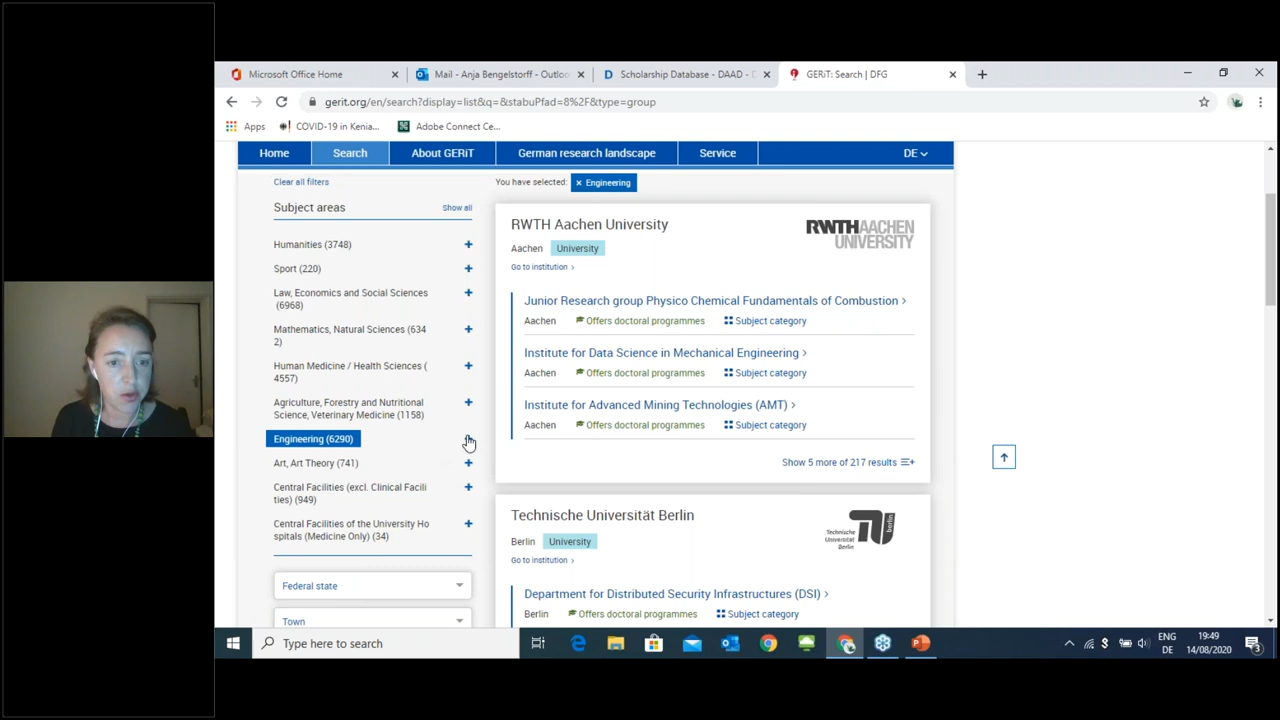 Microsoft Office Home
Mail - Anja Bengelstorff - Outloo
Scholarship Database - DAAD - D
GERiT: Search | DFG
gerit.org/en/search?display=list&q=&stabuPfad=8%2F&type=group
Apps
COVID-19 in Kenia...
Adobe Connect Ce...
Home
Search
About GERiT
German research landscape
Service
DE
Clear all filters
You have selected:
× Engineering
Subject areas
Show all
Humanities (3748)
Sport (220)
Law, Economics and Social Sciences
(6968)
Mathematics, Natural Sciences (634
2)
Human Medicine / Health Sciences (
4557)
Agriculture, Forestry and Nutritional
Science, Veterinary Medicine (1158)
Engineering (6290)
Art, Art Theory (741)
Central Facilities (excl. Clinical Facili
ties) (949)
Central Facilities of the University Ho
spitals (Medicine Only) (34)
Federal state
Town
RWTH Aachen University
RWTHAACHEN
UNIVERSITY
Aachen University
Go to institution >
Junior Research group Physico Chemical Fundamentals of Combustion >
Aachen Offers doctoral programmes Subject category
Institute for Data Science in Mechanical Engineering >
Aachen Offers doctoral programmes Subject category
Institute for Advanced Mining Technologies (AMT) >
Aachen Offers doctoral programmes Subject category
Show 5 more of 217 results
Technische Universität Berlin
Technische
Universität
Berlin
berlin
Berlin University
Go to institution >
Department for Distributed Security Infrastructures (DSI) >
Berlin Offers doctoral programmes Subject category
Type here to search
ENG
DE
19:49
14/08/2020
3